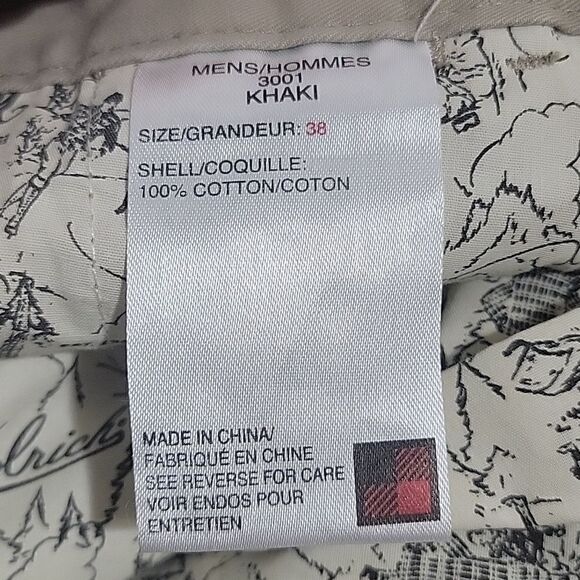 MENS/HOMMES
3001
KHAKI
SIZE/GRANDEUR: 38
SHELL/COQUILLE:
100% COTTON/COTON
MADE IN CHINA/
FABRIQUÉ EN CHINE
SEE REVERSE FOR CARE
VOIR ENDOS POUR
ENTRETIEN